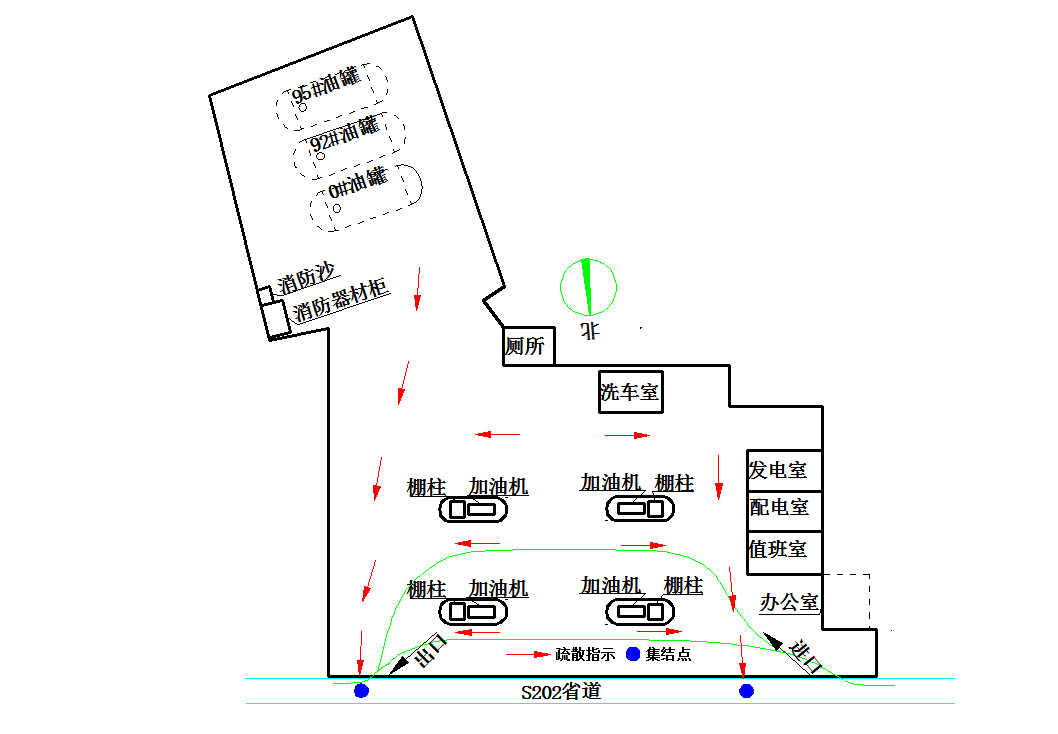 95#油罐
92#油罐
0#油罐
消防沙
消防器材柜
北
厕所
洗车室
发电室
配电室
值班室
棚柱 加油机
加油机 棚柱
棚柱 加油机
加油机 棚柱
办公室
出口
进口
疏散指示 集结点
S202省道